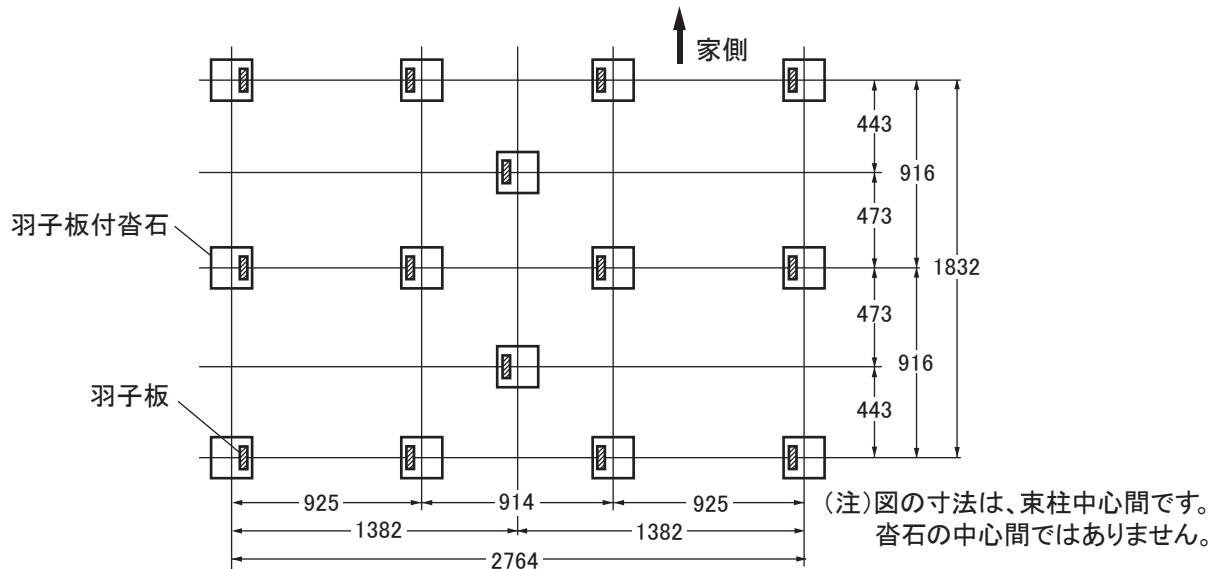 家側
443
916
473
羽子板付沓石
1832
473
916
羽子板
443
925
914
925
1382
1382
2764
(注)図の寸法は、束柱中心間です。
沓石の中心間ではありません。